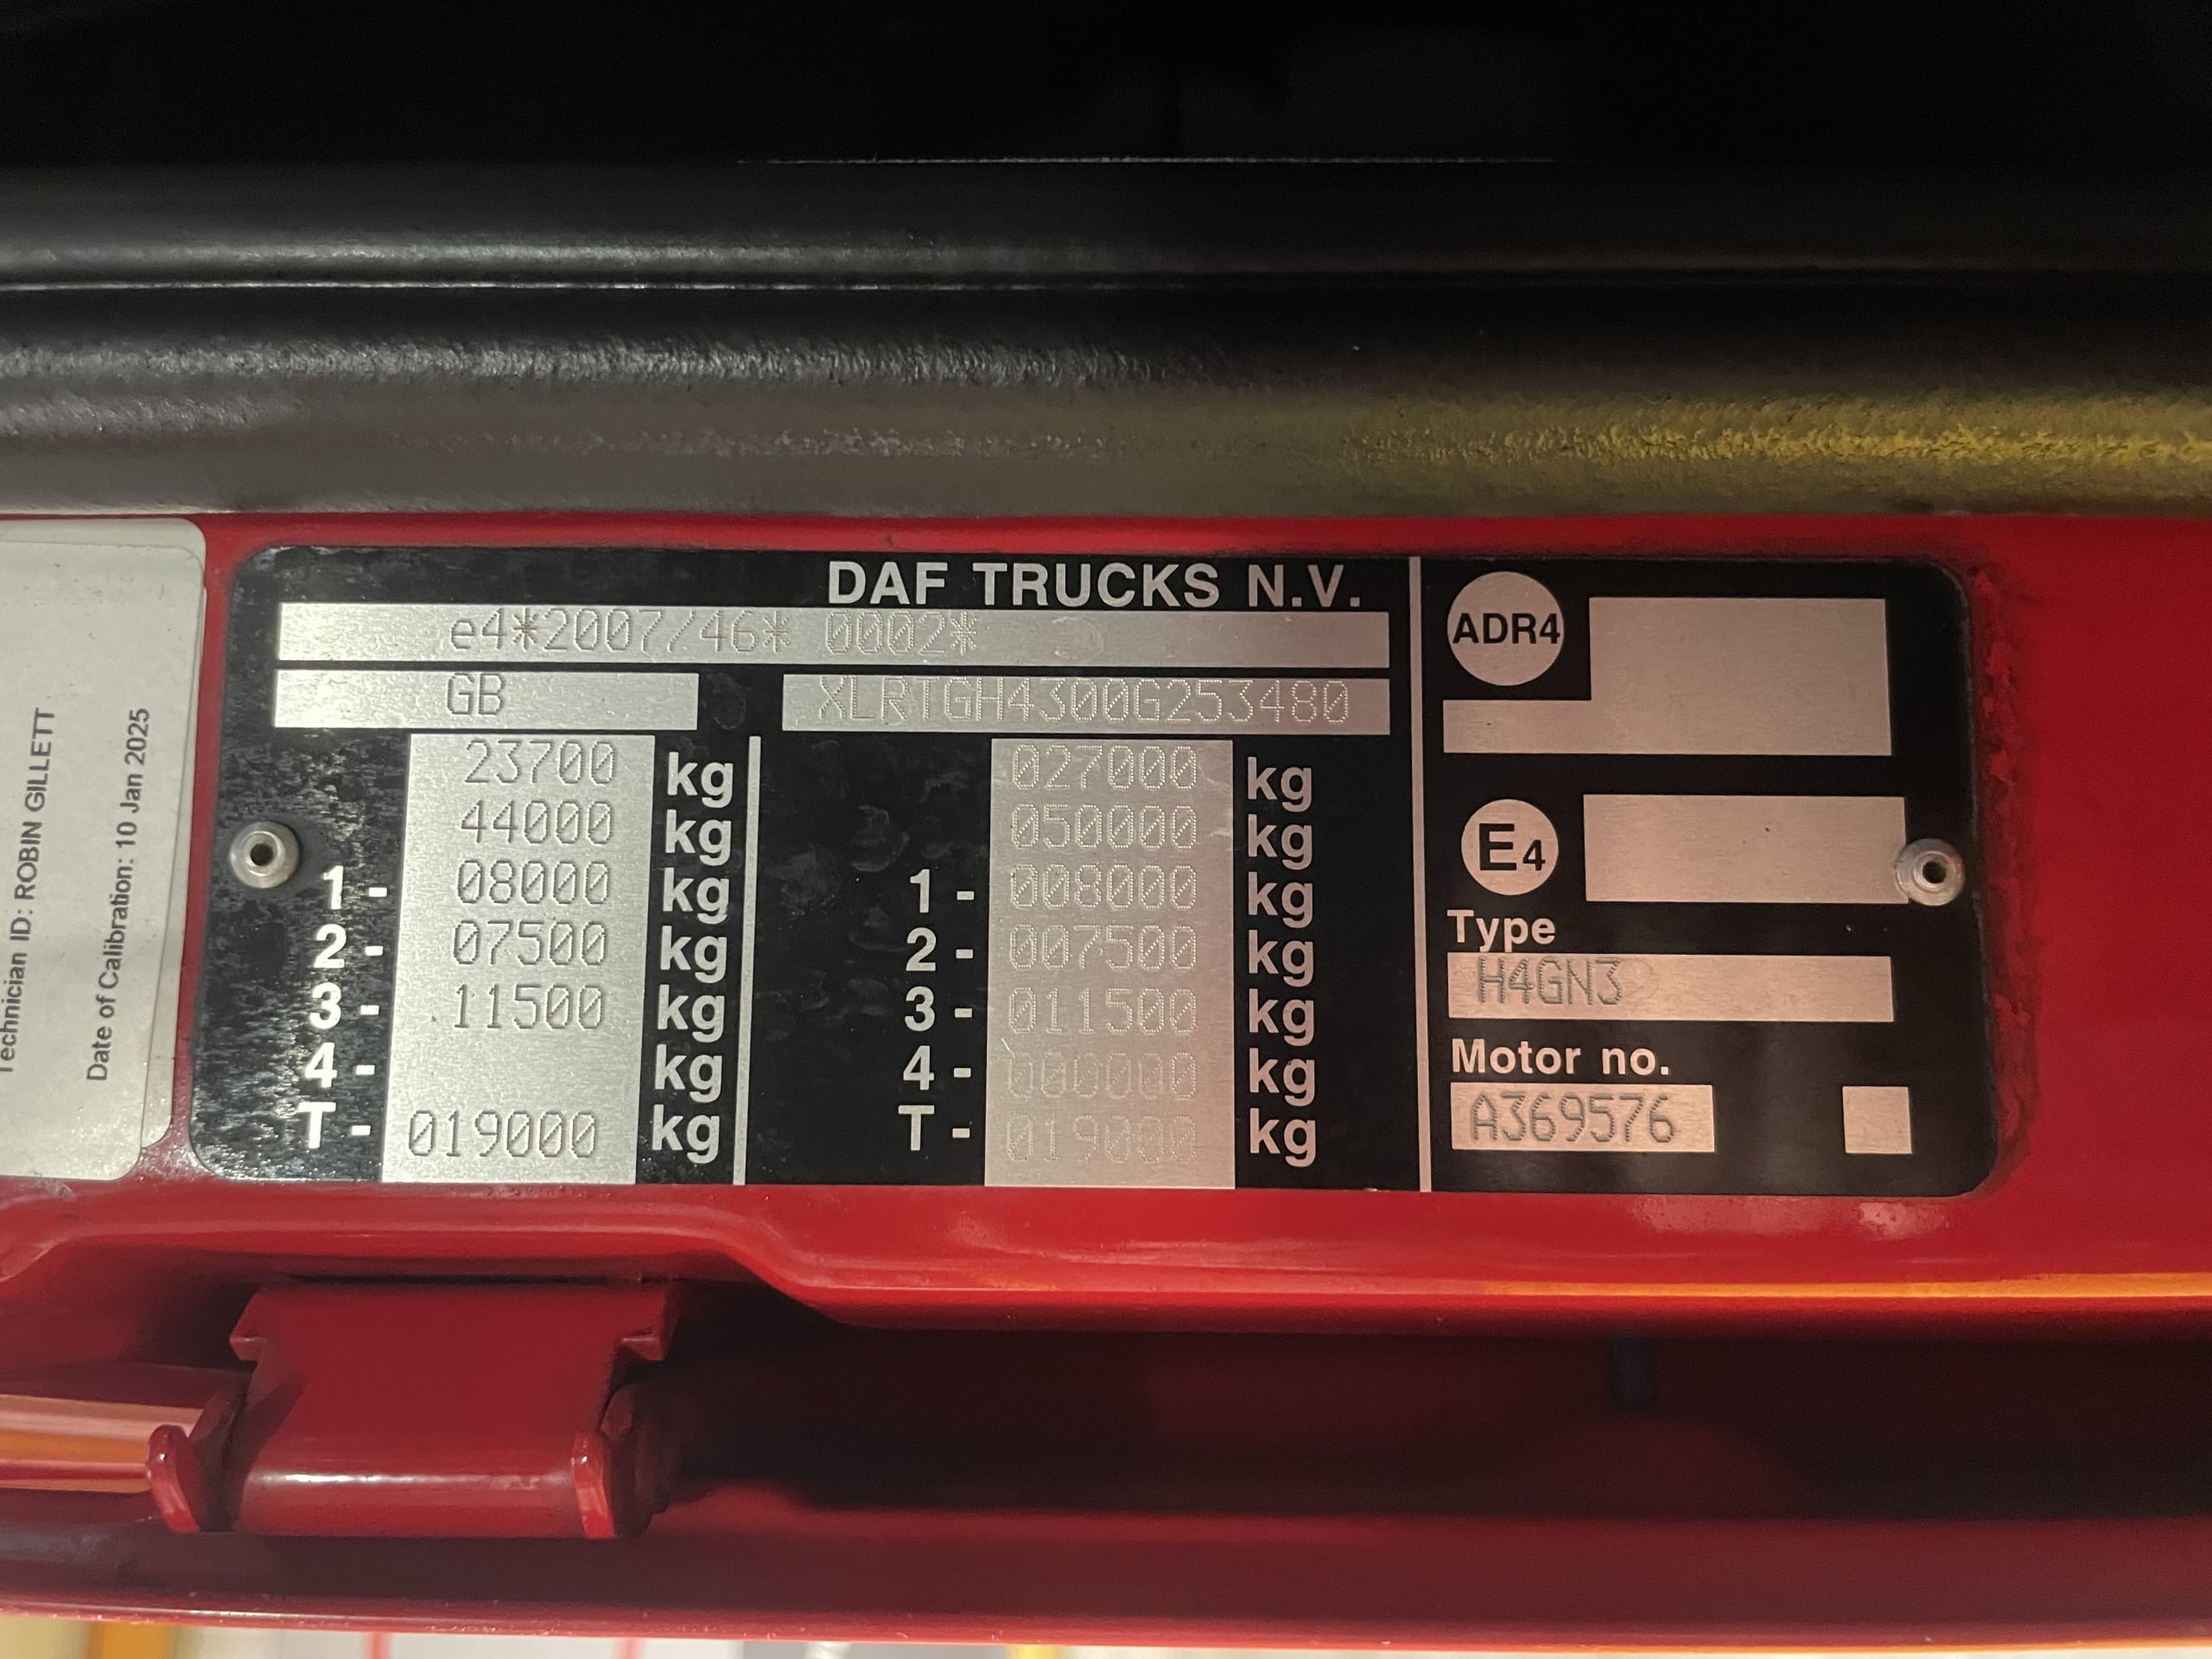 DAF TRUCKS N.V.
e4*2007/46* 0002*
GB XLRTGH4300G253480
23700 kg 027000 kg
44000 kg 050000 kg
1- 08000 kg 1- 008000 kg
2- 07500 kg 2- 007500 kg
3- 11500 kg 3- 011500 kg
4- kg 4- 000000 kg
T- 019000 kg T- 019000 kg
ADR4
E4
Type
H4GN3
Motor no.
A369576
Technician ID: ROBIN GILLETT
Date of Calibration: 10 Jan 2025